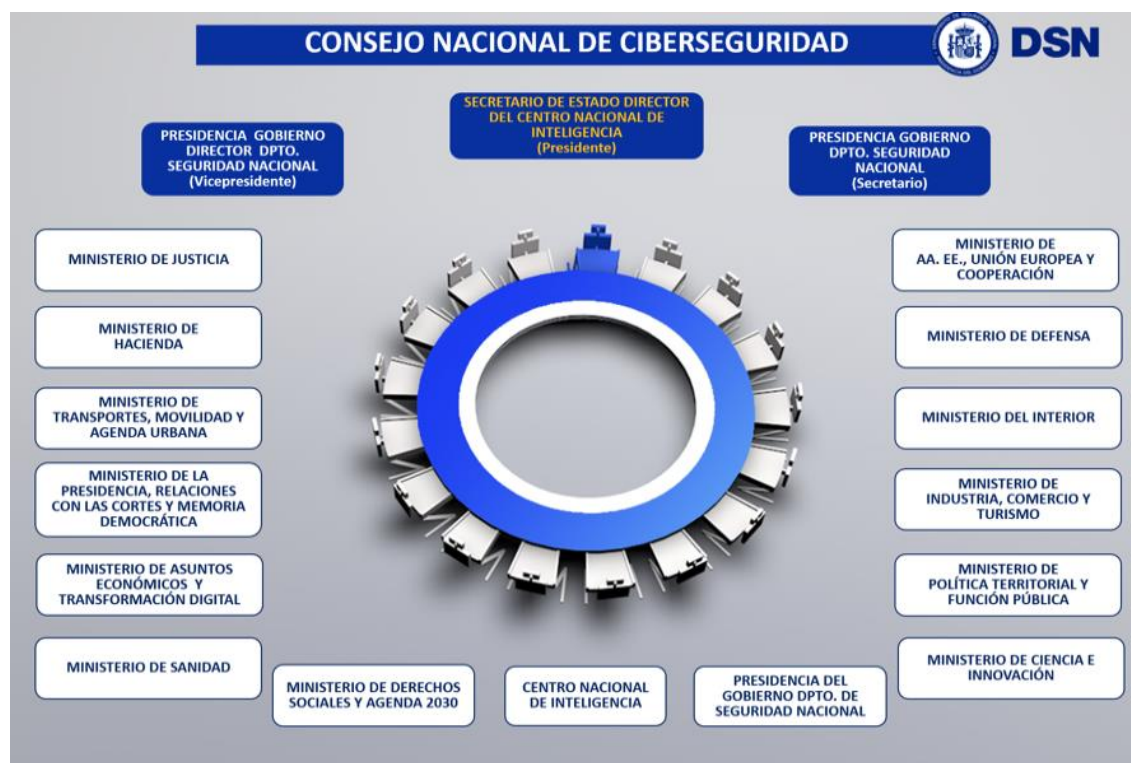 CONSEJO NACIONAL DE CIBERSEGURIDAD
DSN
SECRETARIO DE ESTADO DIRECTOR
DEL CENTRO NACIONAL DE
INTELIGENCIA
(Presidente)
PRESIDENCIA GOBIERNO
DIRECTOR DPTO.
SEGURIDAD NACIONAL
(Vicepresidente)
PRESIDENCIA GOBIERNO
DPTO. SEGURIDAD
NACIONAL
(Secretario)
MINISTERIO DE JUSTICIA
MINISTERIO DE
HACIENDA
MINISTERIO DE
TRANSPORTES, MOVILIDAD Y
AGENDA URBANA
MINISTERIO DE LA
PRESIDENCIA, RELACIONES
CON LAS CORTES Y MEMORIA
DEMOCRÁTICA
MINISTERIO DE ASUNTOS
ECONÓMICOS Y
TRANSFORMACIÓN DIGITAL
MINISTERIO DE SANIDAD
MINISTERIO DE
AA. EE., UNIÓN EUROPEA Y
COOPERACIÓN
MINISTERIO DE DEFENSA
MINISTERIO DEL INTERIOR
MINISTERIO DE
INDUSTRIA, COMERCIO Y
TURISMO
MINISTERIO DE
POLÍTICA TERRITORIAL Y
FUNCIÓN PÚBLICA
MINISTERIO DE CIENCIA E
INNOVACIÓN
MINISTERIO DE DERECHOS
SOCIALES Y AGENDA 2030
CENTRO NACIONAL
DE INTELIGENCIA
PRESIDENCIA DEL
GOBIERNO DPTO. DE
SEGURIDAD NACIONAL